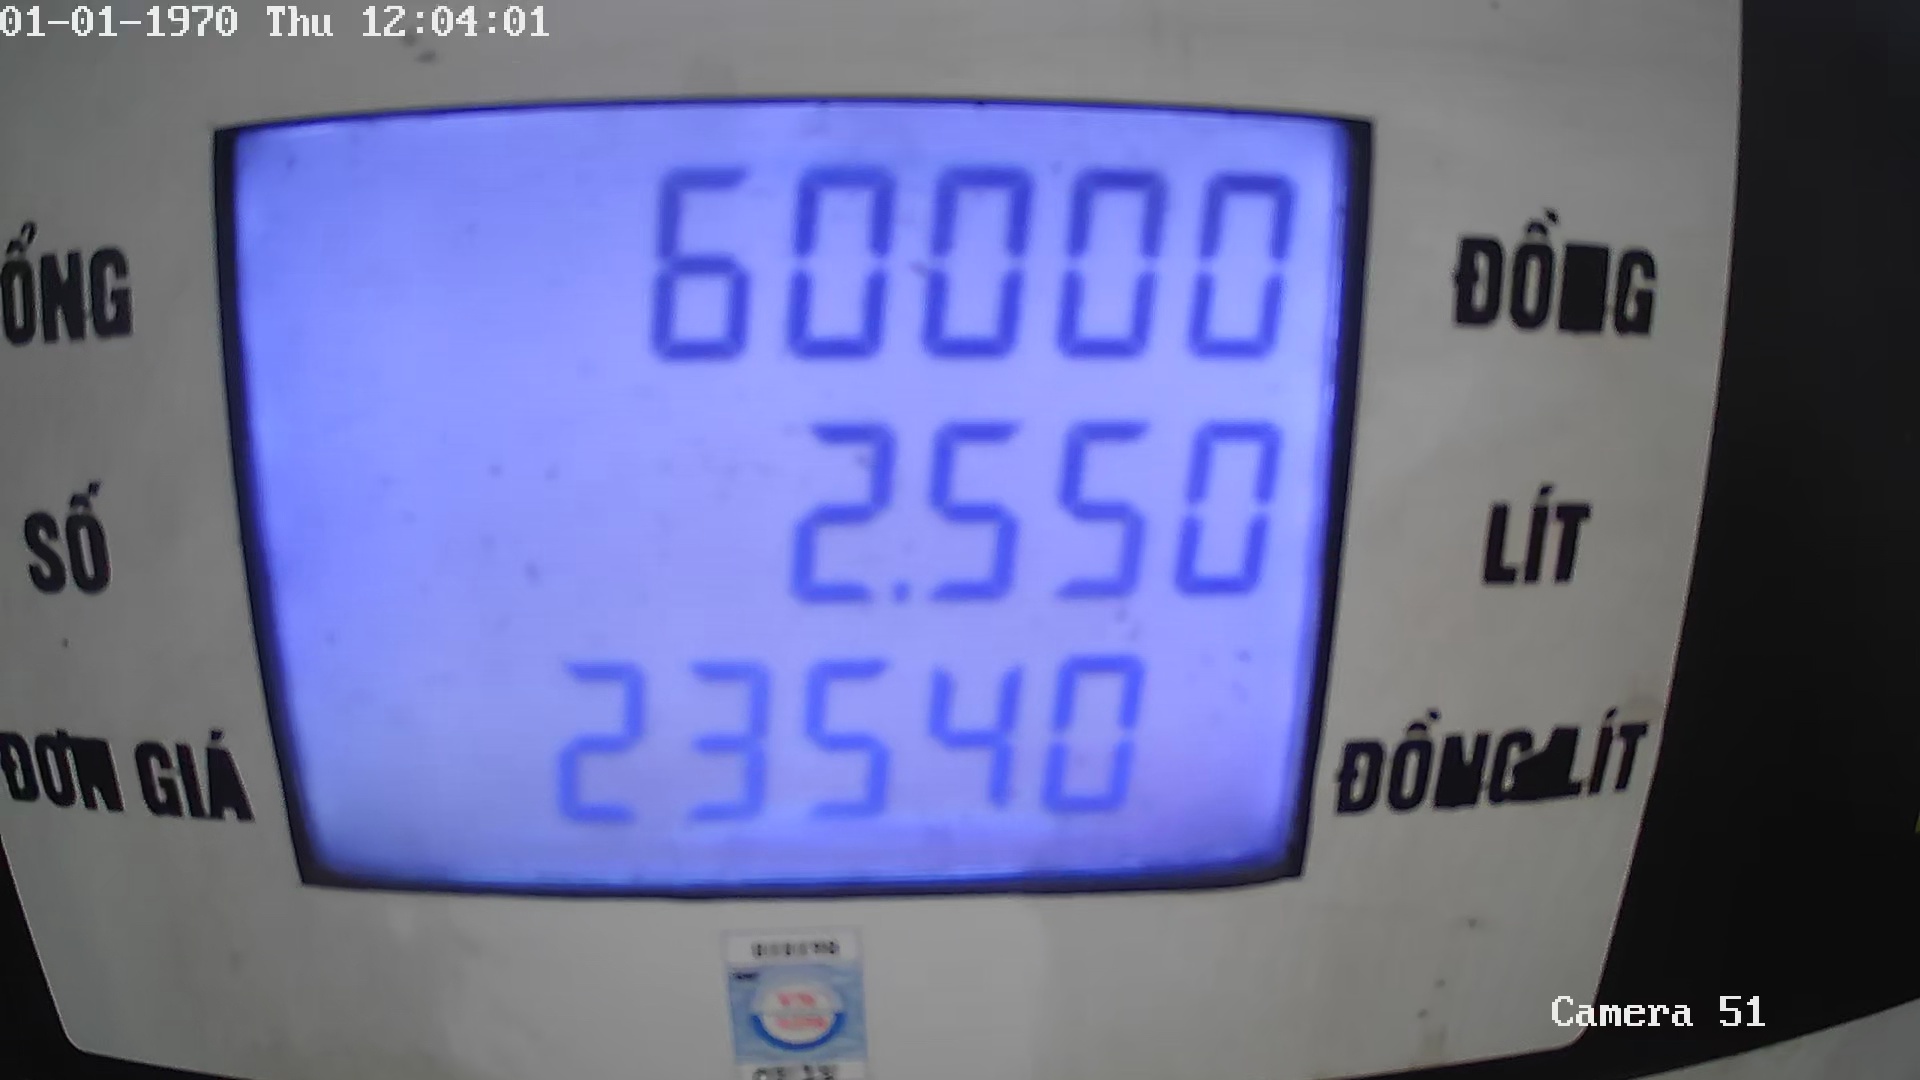 01-01-1970 Thu 12:04:01
60000
ỔNG ĐỒNG
2.550
SỐ LÍT
23540
ĐƠN GIÁ ĐỒNG/LÍT
Camera 51